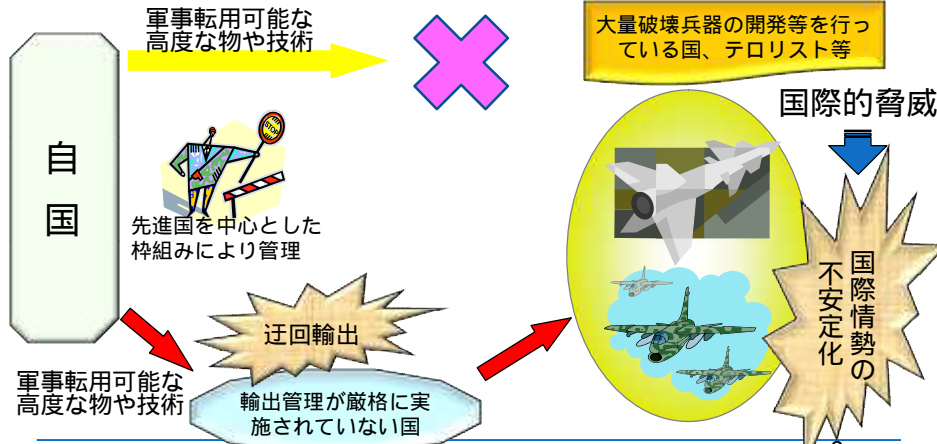 軍事転用可能な
高度な物や技術
大量破壊兵器の開発等を行っ
ている国、テロリスト等
国際的脅威
自
国
STOP
先進国を中心とした
枠組みにより管理
国際情勢の
不安定化
迂回輸出
軍事転用可能な
高度な物や技術
輸出管理が厳格に実
施されていない国